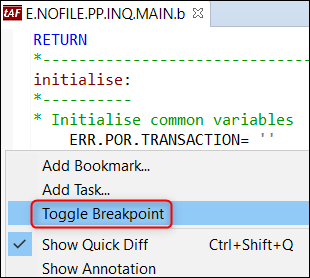 tAF E.NOFILE.PP.INQ.MAIN.b
RETURN
*-----------------------------
initialise:
*----------
* Initialise common variables
ERR.POR.TRANSACTION= ''
Add Bookmark...
Add Task...
Toggle Breakpoint
Show Quick Diff Ctrl+Shift+Q
Show Annotation